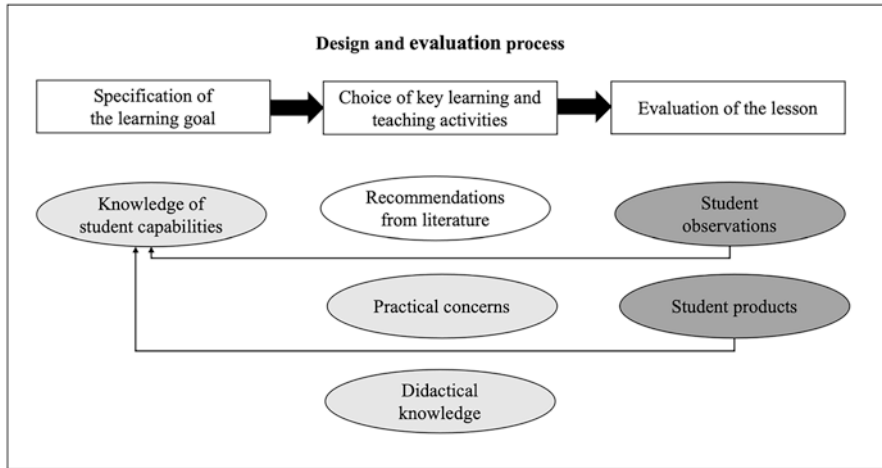 Design and evaluation process
Specification of
the learning goal
Choice of key learning and
teaching activities
Evaluation of the lesson
Knowledge of
student capabilities
Recommendations
from literature
Student
observations
Practical concerns
Student products
Didactical
knowledge